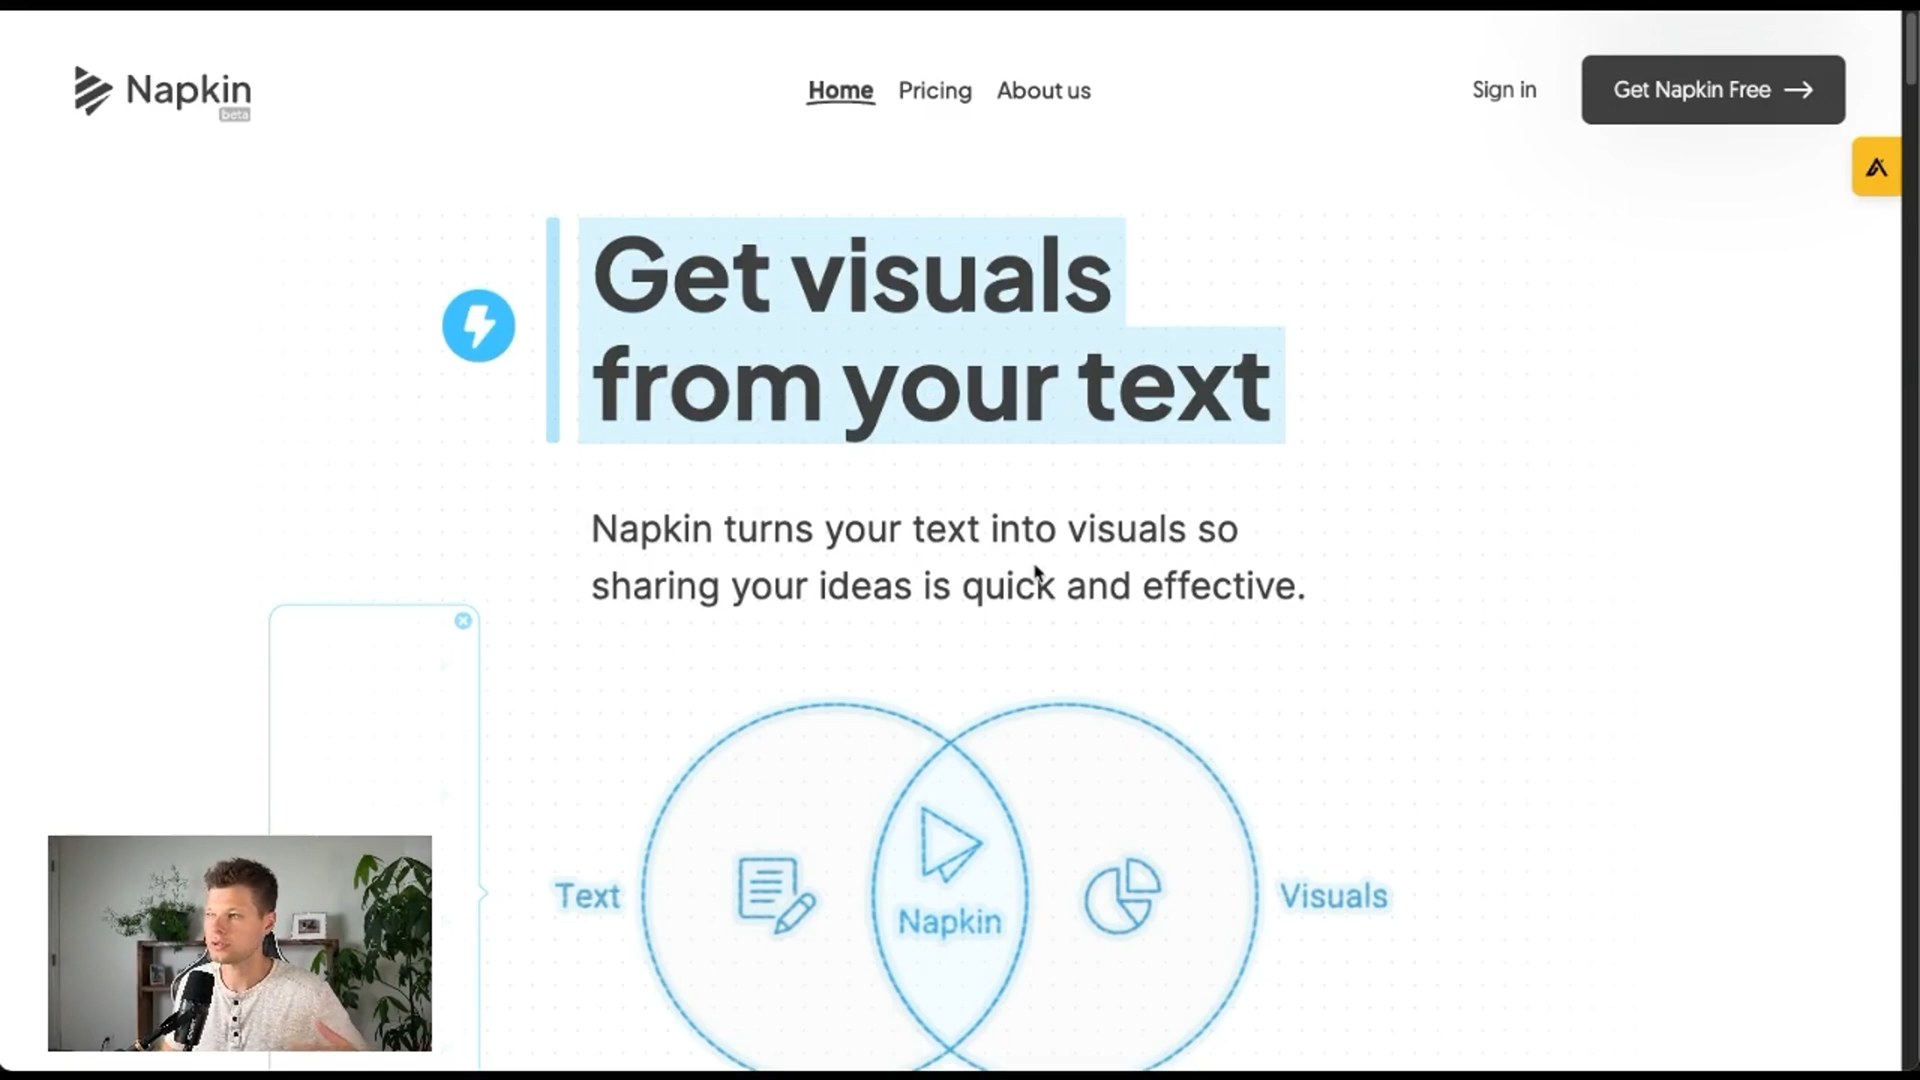 Napkin
beta
Home
Pricing
About us
Sign in
Get Napkin Free →
Get visuals
from your text
Napkin turns your text into visuals so
sharing your ideas is quick and effective.
Text
Napkin
Visuals